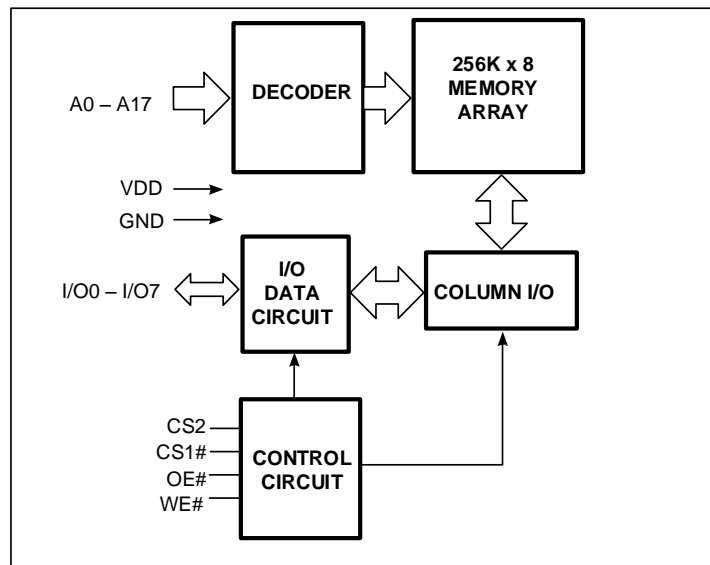 A0 – A17
DECODER
256K x 8
MEMORY
ARRAY
VDD
GND
I/O0 – I/O7
I/O
DATA
CIRCUIT
COLUMN I/O
CS2
CS1#
OE#
WE#
CONTROL
CIRCUIT